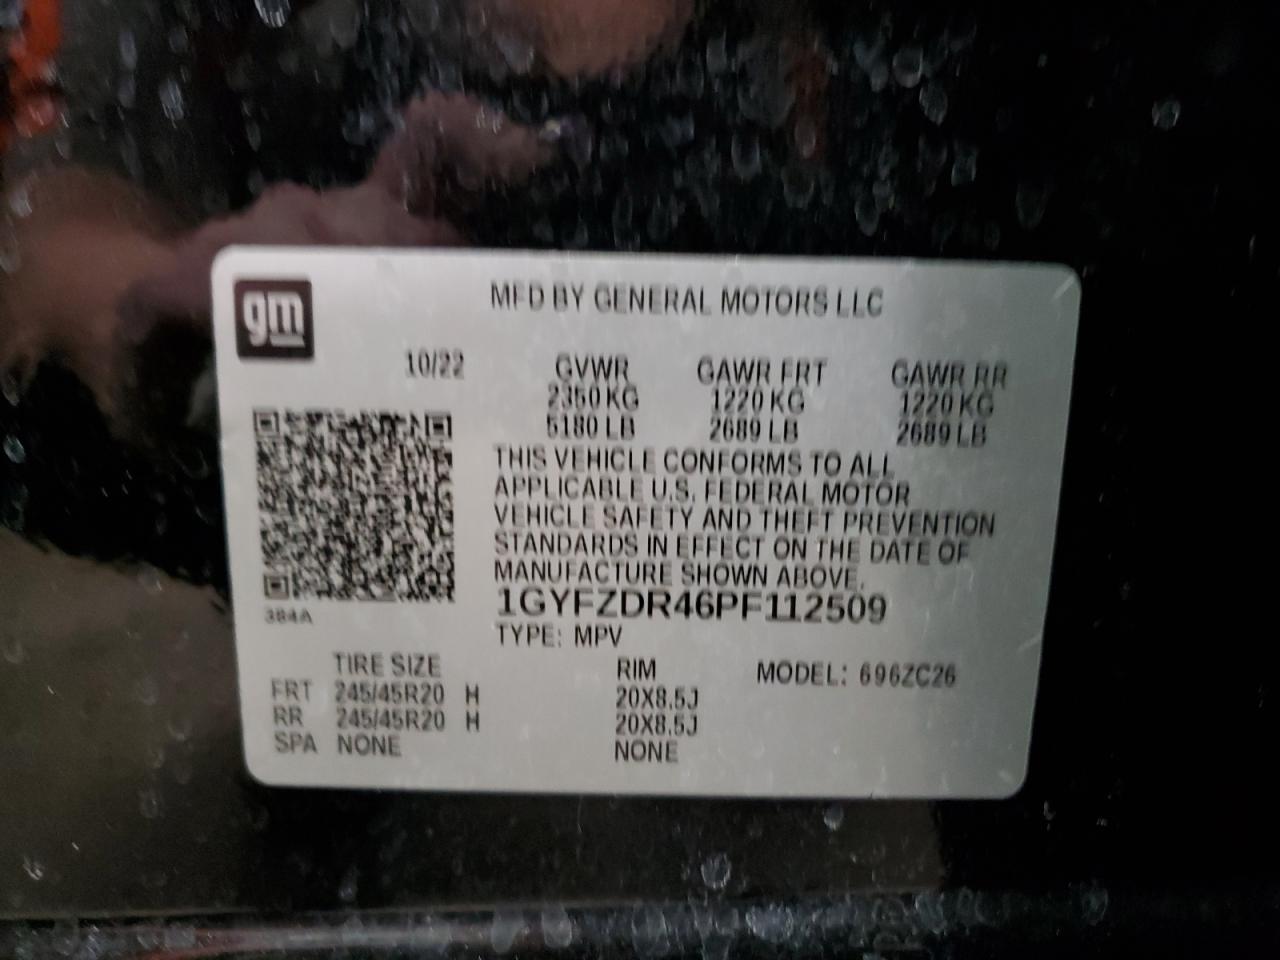 gm
MFD BY GENERAL MOTORS LLC
10/22 GVWR GAWR FRT GAWR RR
2350 KG 1220 KG 1220 KG
5180 LB 2689 LB 2689 LB
THIS VEHICLE CONFORMS TO ALL
APPLICABLE U.S. FEDERAL MOTOR
VEHICLE SAFETY AND THEFT PREVENTION
STANDARDS IN EFFECT ON THE DATE OF
MANUFACTURE SHOWN ABOVE.
1GYFZDR46PF112509
384A
TYPE: MPV
TIRE SIZE RIM MODEL: 696ZC26
FRT 245/45R20 H 20X8.5J
RR 245/45R20 H 20X8.5J
SPA NONE NONE